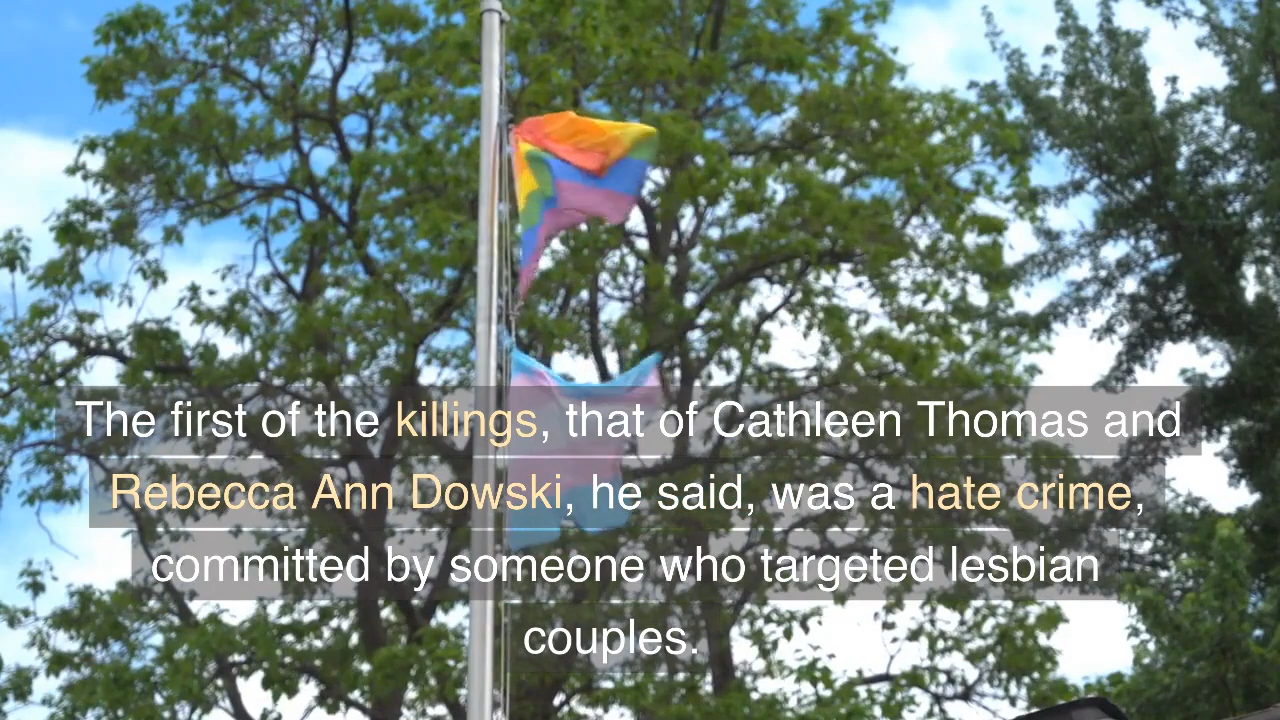 The first of the killings, that of Cathleen Thomas and
Rebecca Ann Dowski, he said, was a hate crime,
committed by someone who targeted lesbian
couples.